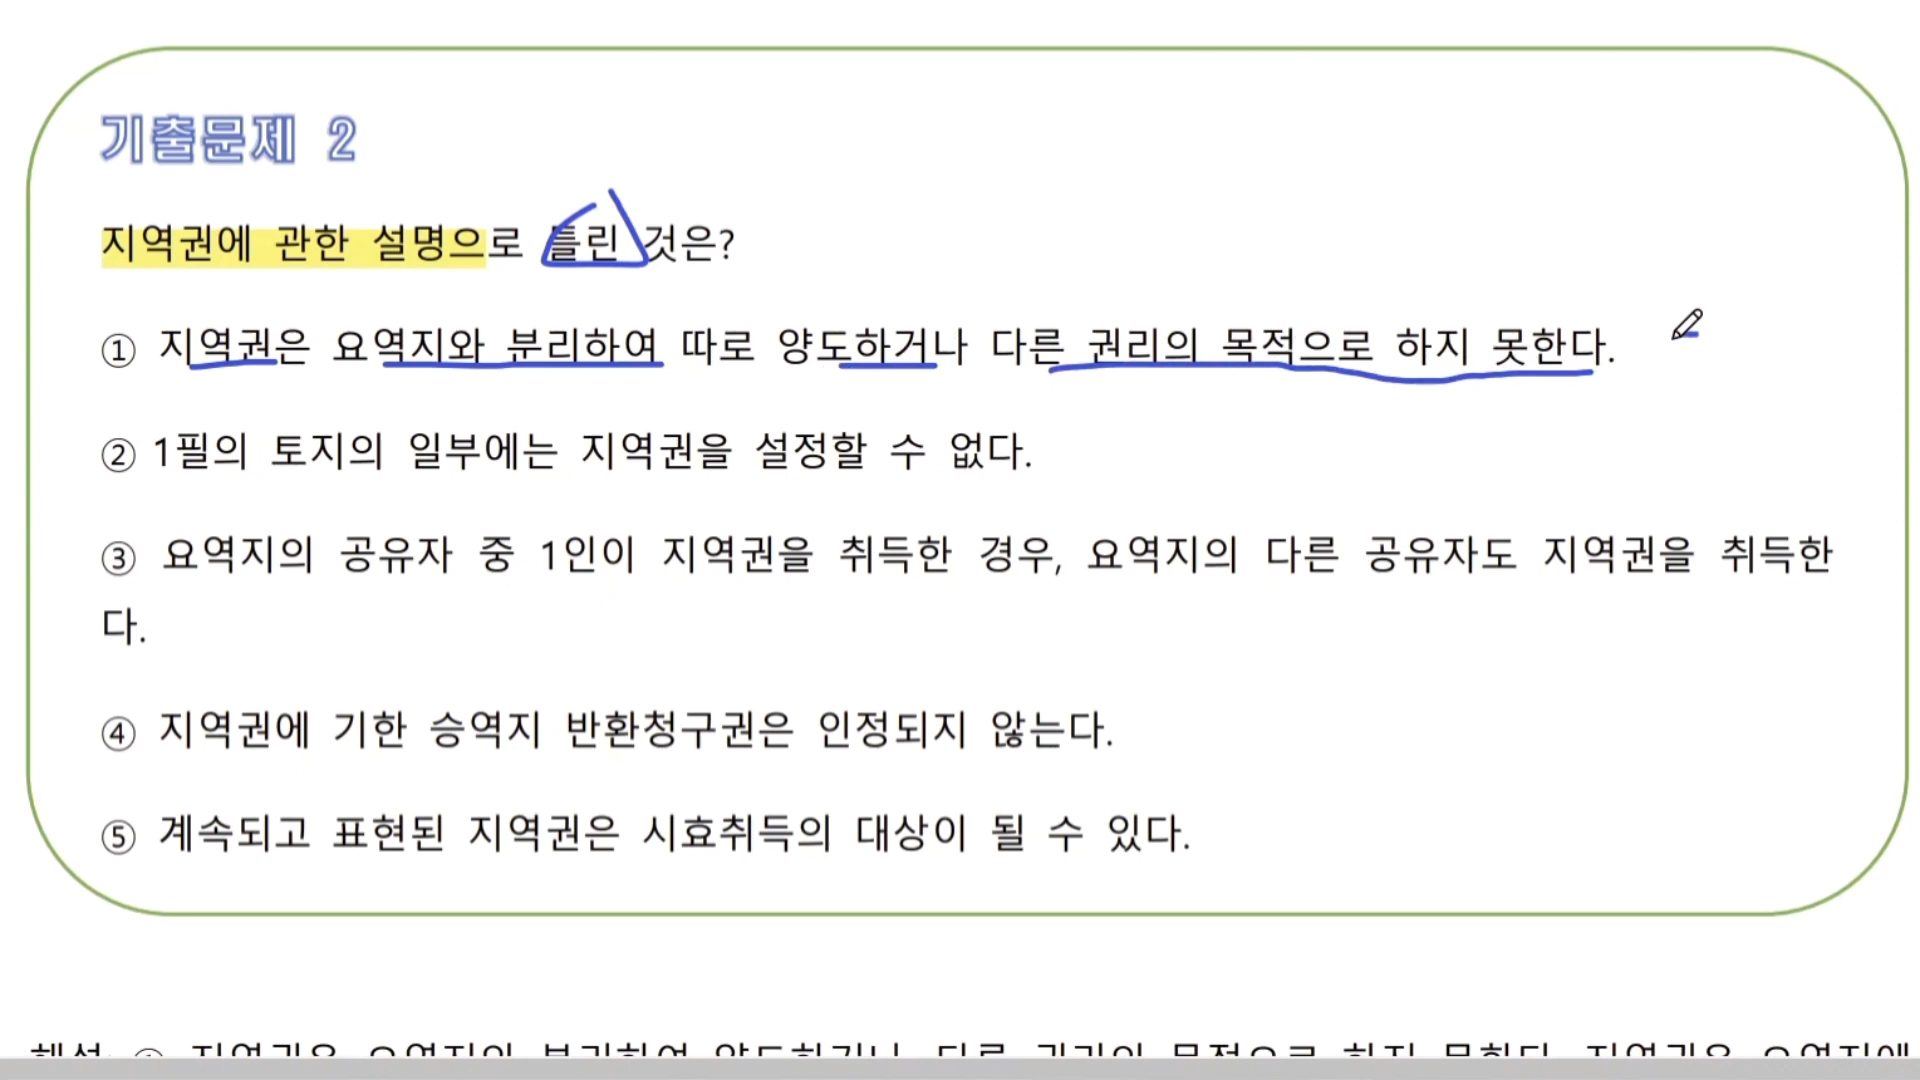 기출문제 2
지역권에 관한 설명으로 틀린 것은?
① 지역권은 요역지와 분리하여 따로 양도하거나 다른 권리의 목적으로 하지 못한다.
② 1필의 토지의 일부에는 지역권을 설정할 수 없다.
③ 요역지의 공유자 중 1인이 지역권을 취득한 경우, 요역지의 다른 공유자도 지역권을 취득한
다.
④ 지역권에 기한 승역지 반환청구권은 인정되지 않는다.
⑤ 계속되고 표현된 지역권은 시효취득의 대상이 될 수 있다.